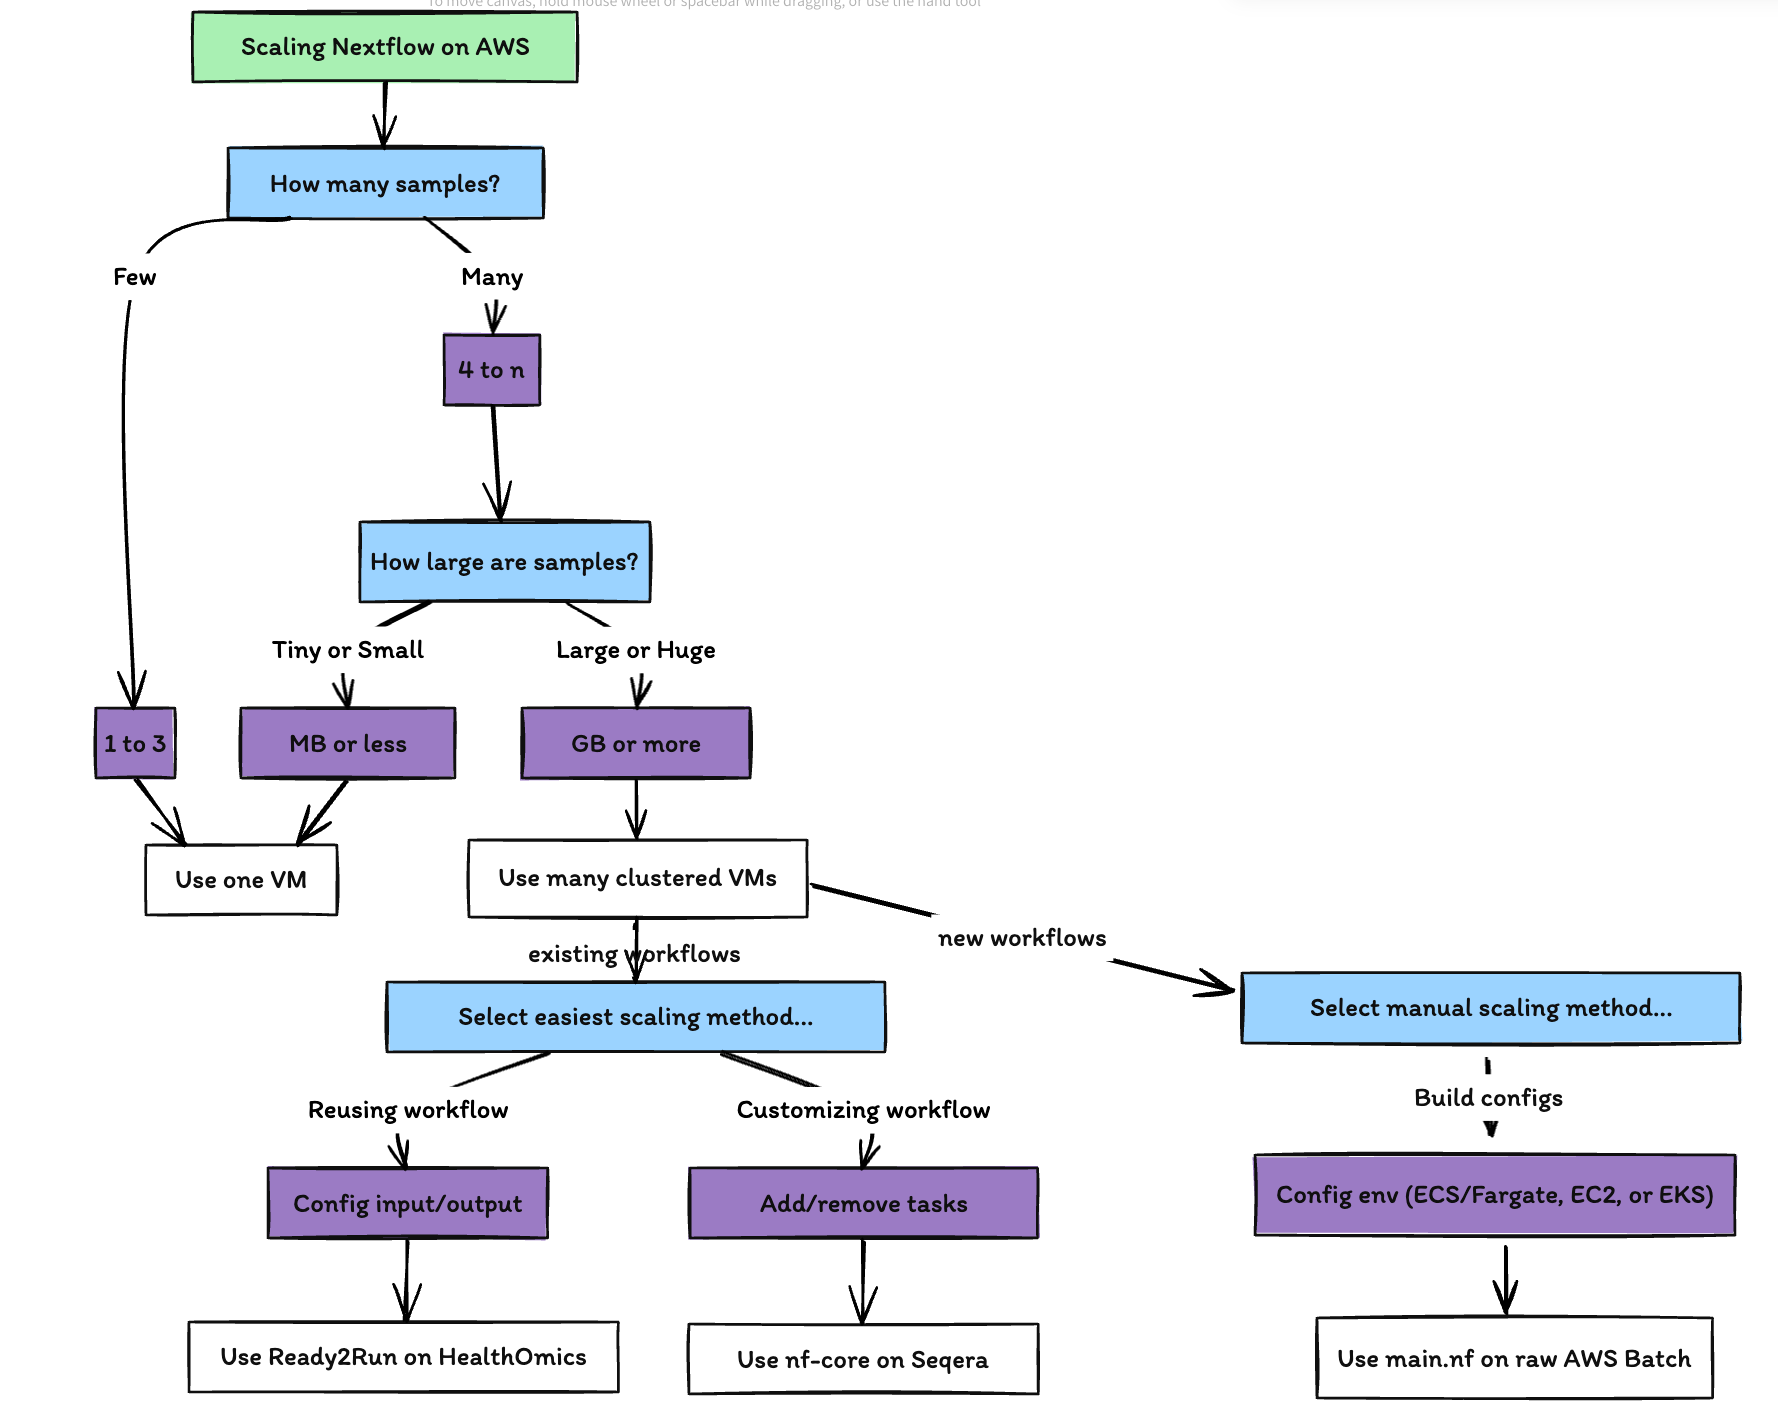 To move canvas, hold mouse wheel or spacebar while dragging, or use the hand tool
Scaling Nextflow on AWS
How many samples?
Few
Many
4 to n
How large are samples?
Tiny or Small
Large or Huge
1 to 3
MB or less
GB or more
Use one VM
Use many clustered VMs
existing workflows
new workflows
Select easiest scaling method...
Select manual scaling method...
Reusing workflow
Customizing workflow
Build configs
Config input/output
Add/remove tasks
Config env (ECS/Fargate, EC2, or EKS)
Use Ready2Run on HealthOmics
Use nf-core on Seqera
Use main.nf on raw AWS Batch